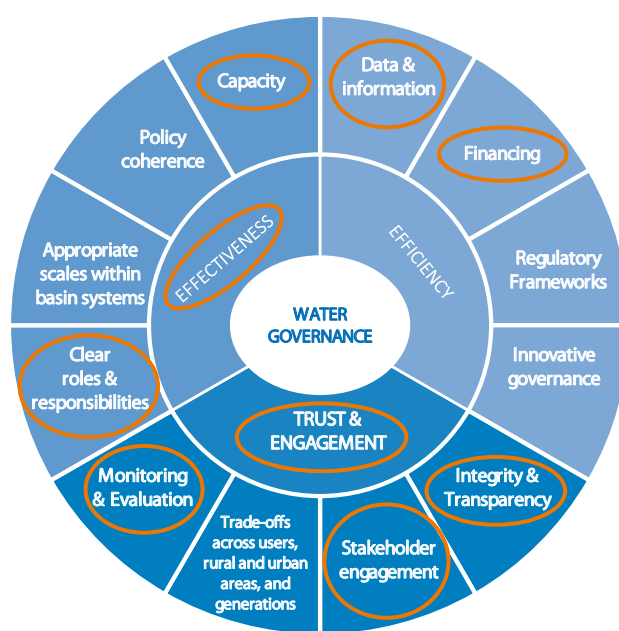 Capacity
Data &
information
Financing
Regulatory
Frameworks
Innovative
governance
Integrity &
Transparency
Stakeholder
engagement
Trade-offs
across users,
rural and urban
areas, and
generations
Monitoring
& Evaluation
Clear
roles &
responsibilities
Appropriate
scales within
basin systems
Policy
coherence
EFFECTIVENESS
EFFICIENCY
TRUST &
ENGAGEMENT
WATER
GOVERNANCE